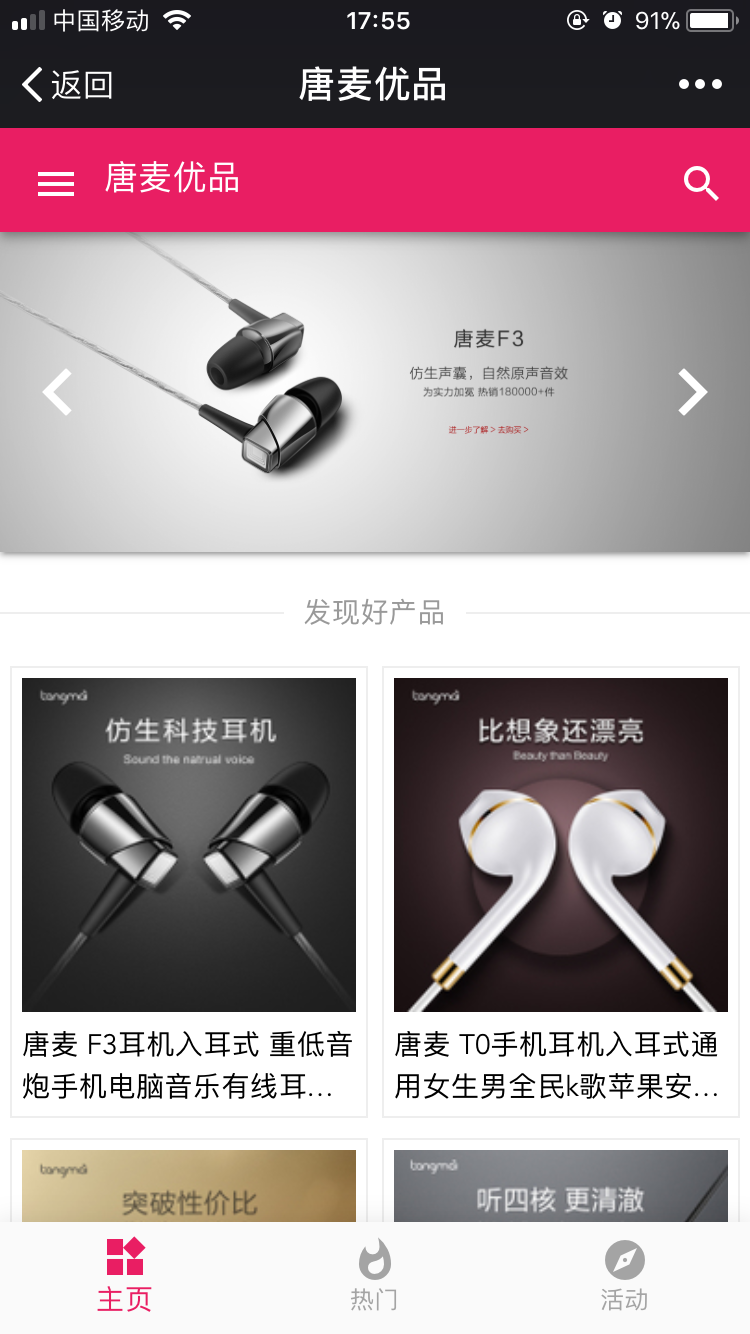 中国移动 17:55 91%
返回 唐麦优品
唐麦优品
唐麦F3
仿生声囊，自然原声音效
为实力加冕 热销180000+件
进一步了解 > 去购买 >
发现好产品
tangmai
仿生科技耳机
Sound the natrual voice
唐麦 F3耳机入耳式 重低音
炮手机电脑音乐有线耳...
tangmai
比想象还漂亮
Beauty than Beauty
唐麦 T0手机耳机入耳式通
用女生男全民k歌苹果安...
tangmai
突破性价比
tangmai
听四核 更清澈
主页 热门 活动